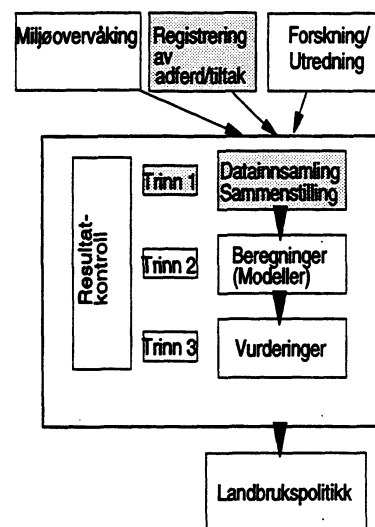 Miljøovervåking
Registrering
av
adferd/tiltak
Forskning/
Utredning
Resultat-
kontroll
Trinn 1
Datainnsamling
Sammenstilling
Trinn 2
Beregninger
(Modeller)
Trinn 3
Vurderinger
Landbrukspolitikk